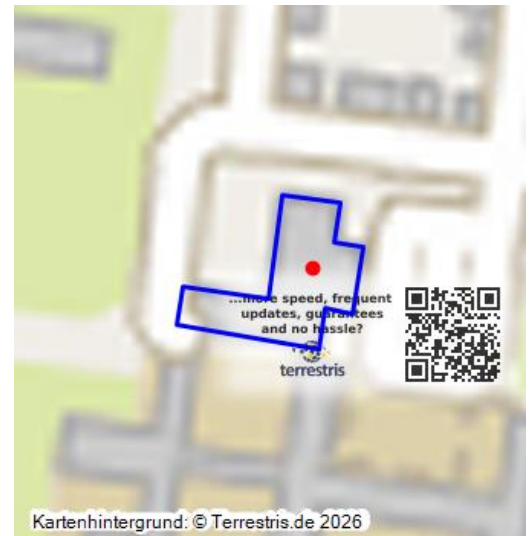 ...more speed, frequent
updates, guarantees
and no hassle?
terrestris
Kartenhintergrund: © Terrestris.de 2026